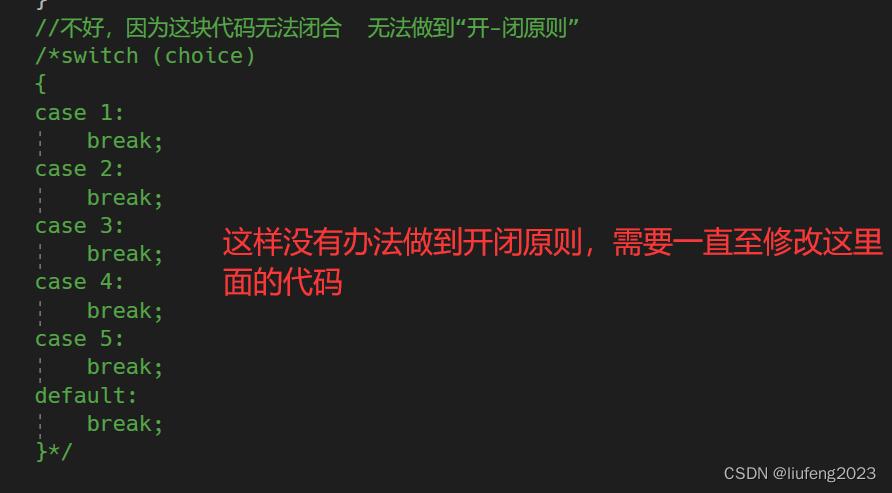 }
//不好，因为这块代码无法闭合  无法做到“开-闭原则”
/*switch (choice)
{
case 1:
    break;
case 2:
    break;
case 3:
    break;
case 4:
    break;
case 5:
    break;
default:
    break;
}*/
这样没有办法做到开闭原则，需要一直至修改这里
面的代码
CSDN @liufeng2023